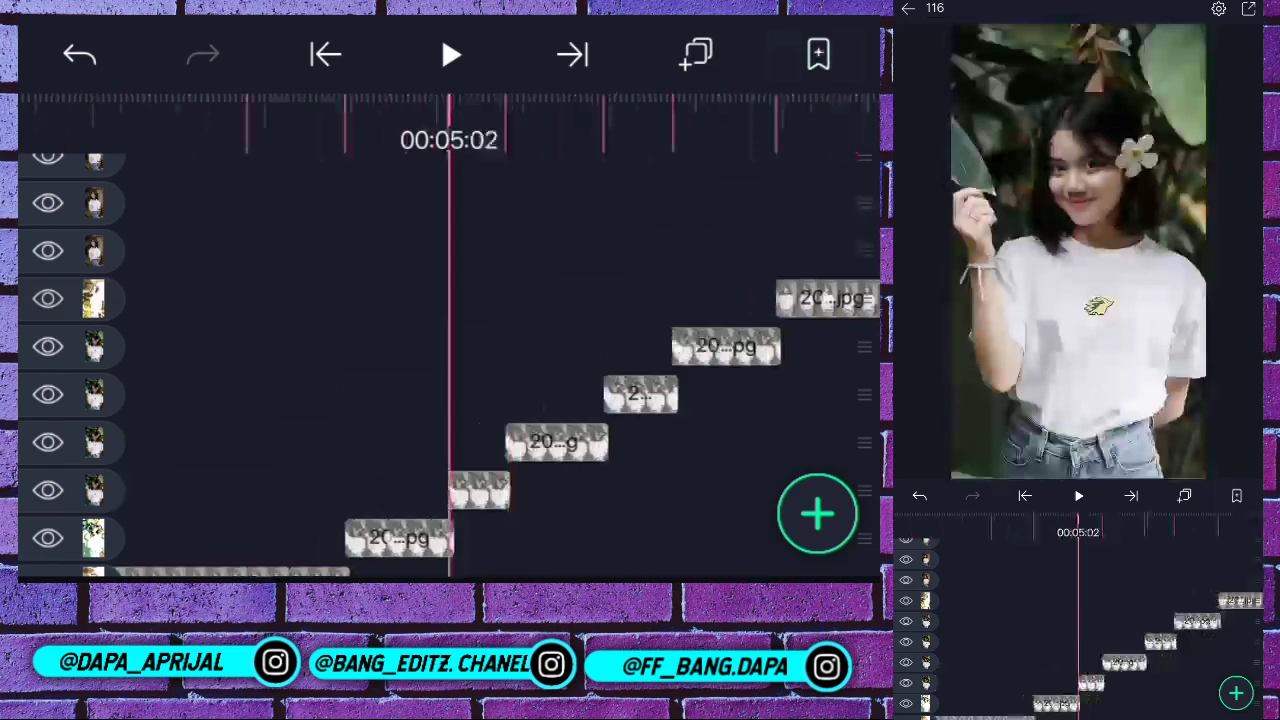 116
00:05:02
20...jpg
20...pg
2...
20...g
20...pg
00:05:02
@DAPA_APRIJAL
@BANG_EDITZ. CHANEL
@FF_BANG.DAPA